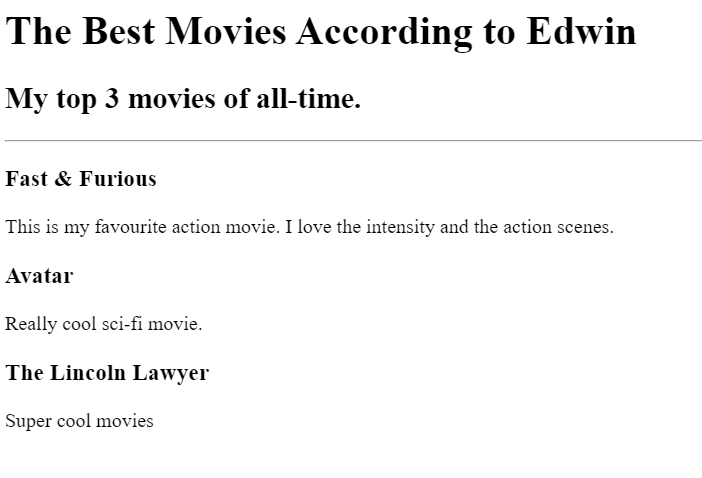 The Best Movies According to Edwin
My top 3 movies of all-time.
Fast & Furious
This is my favourite action movie. I love the intensity and the action scenes.
Avatar
Really cool sci-fi movie.
The Lincoln Lawyer
Super cool movies